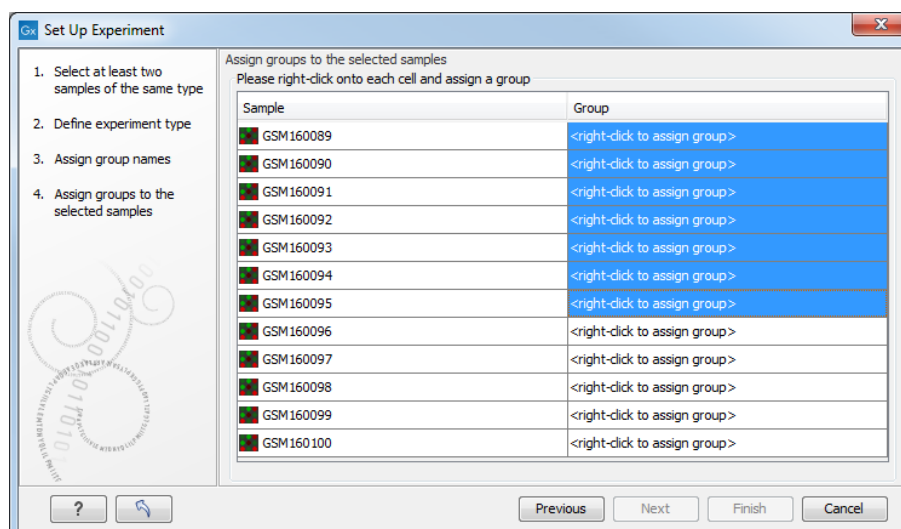 Gx Set Up Experiment
1. Select at least two
samples of the same type
2. Define experiment type
3. Assign group names
4. Assign groups to the
selected samples
Assign groups to the selected samples
Please right-click onto each cell and assign a group
Sample Group
GSM160089 <right-click to assign group>
GSM160090 <right-click to assign group>
GSM160091 <right-click to assign group>
GSM160092 <right-click to assign group>
GSM160093 <right-click to assign group>
GSM160094 <right-click to assign group>
GSM160095 <right-click to assign group>
GSM160096 <right-click to assign group>
GSM160097 <right-click to assign group>
GSM160098 <right-click to assign group>
GSM160099 <right-click to assign group>
GSM160100 <right-click to assign group>
? Previous Next Finish Cancel